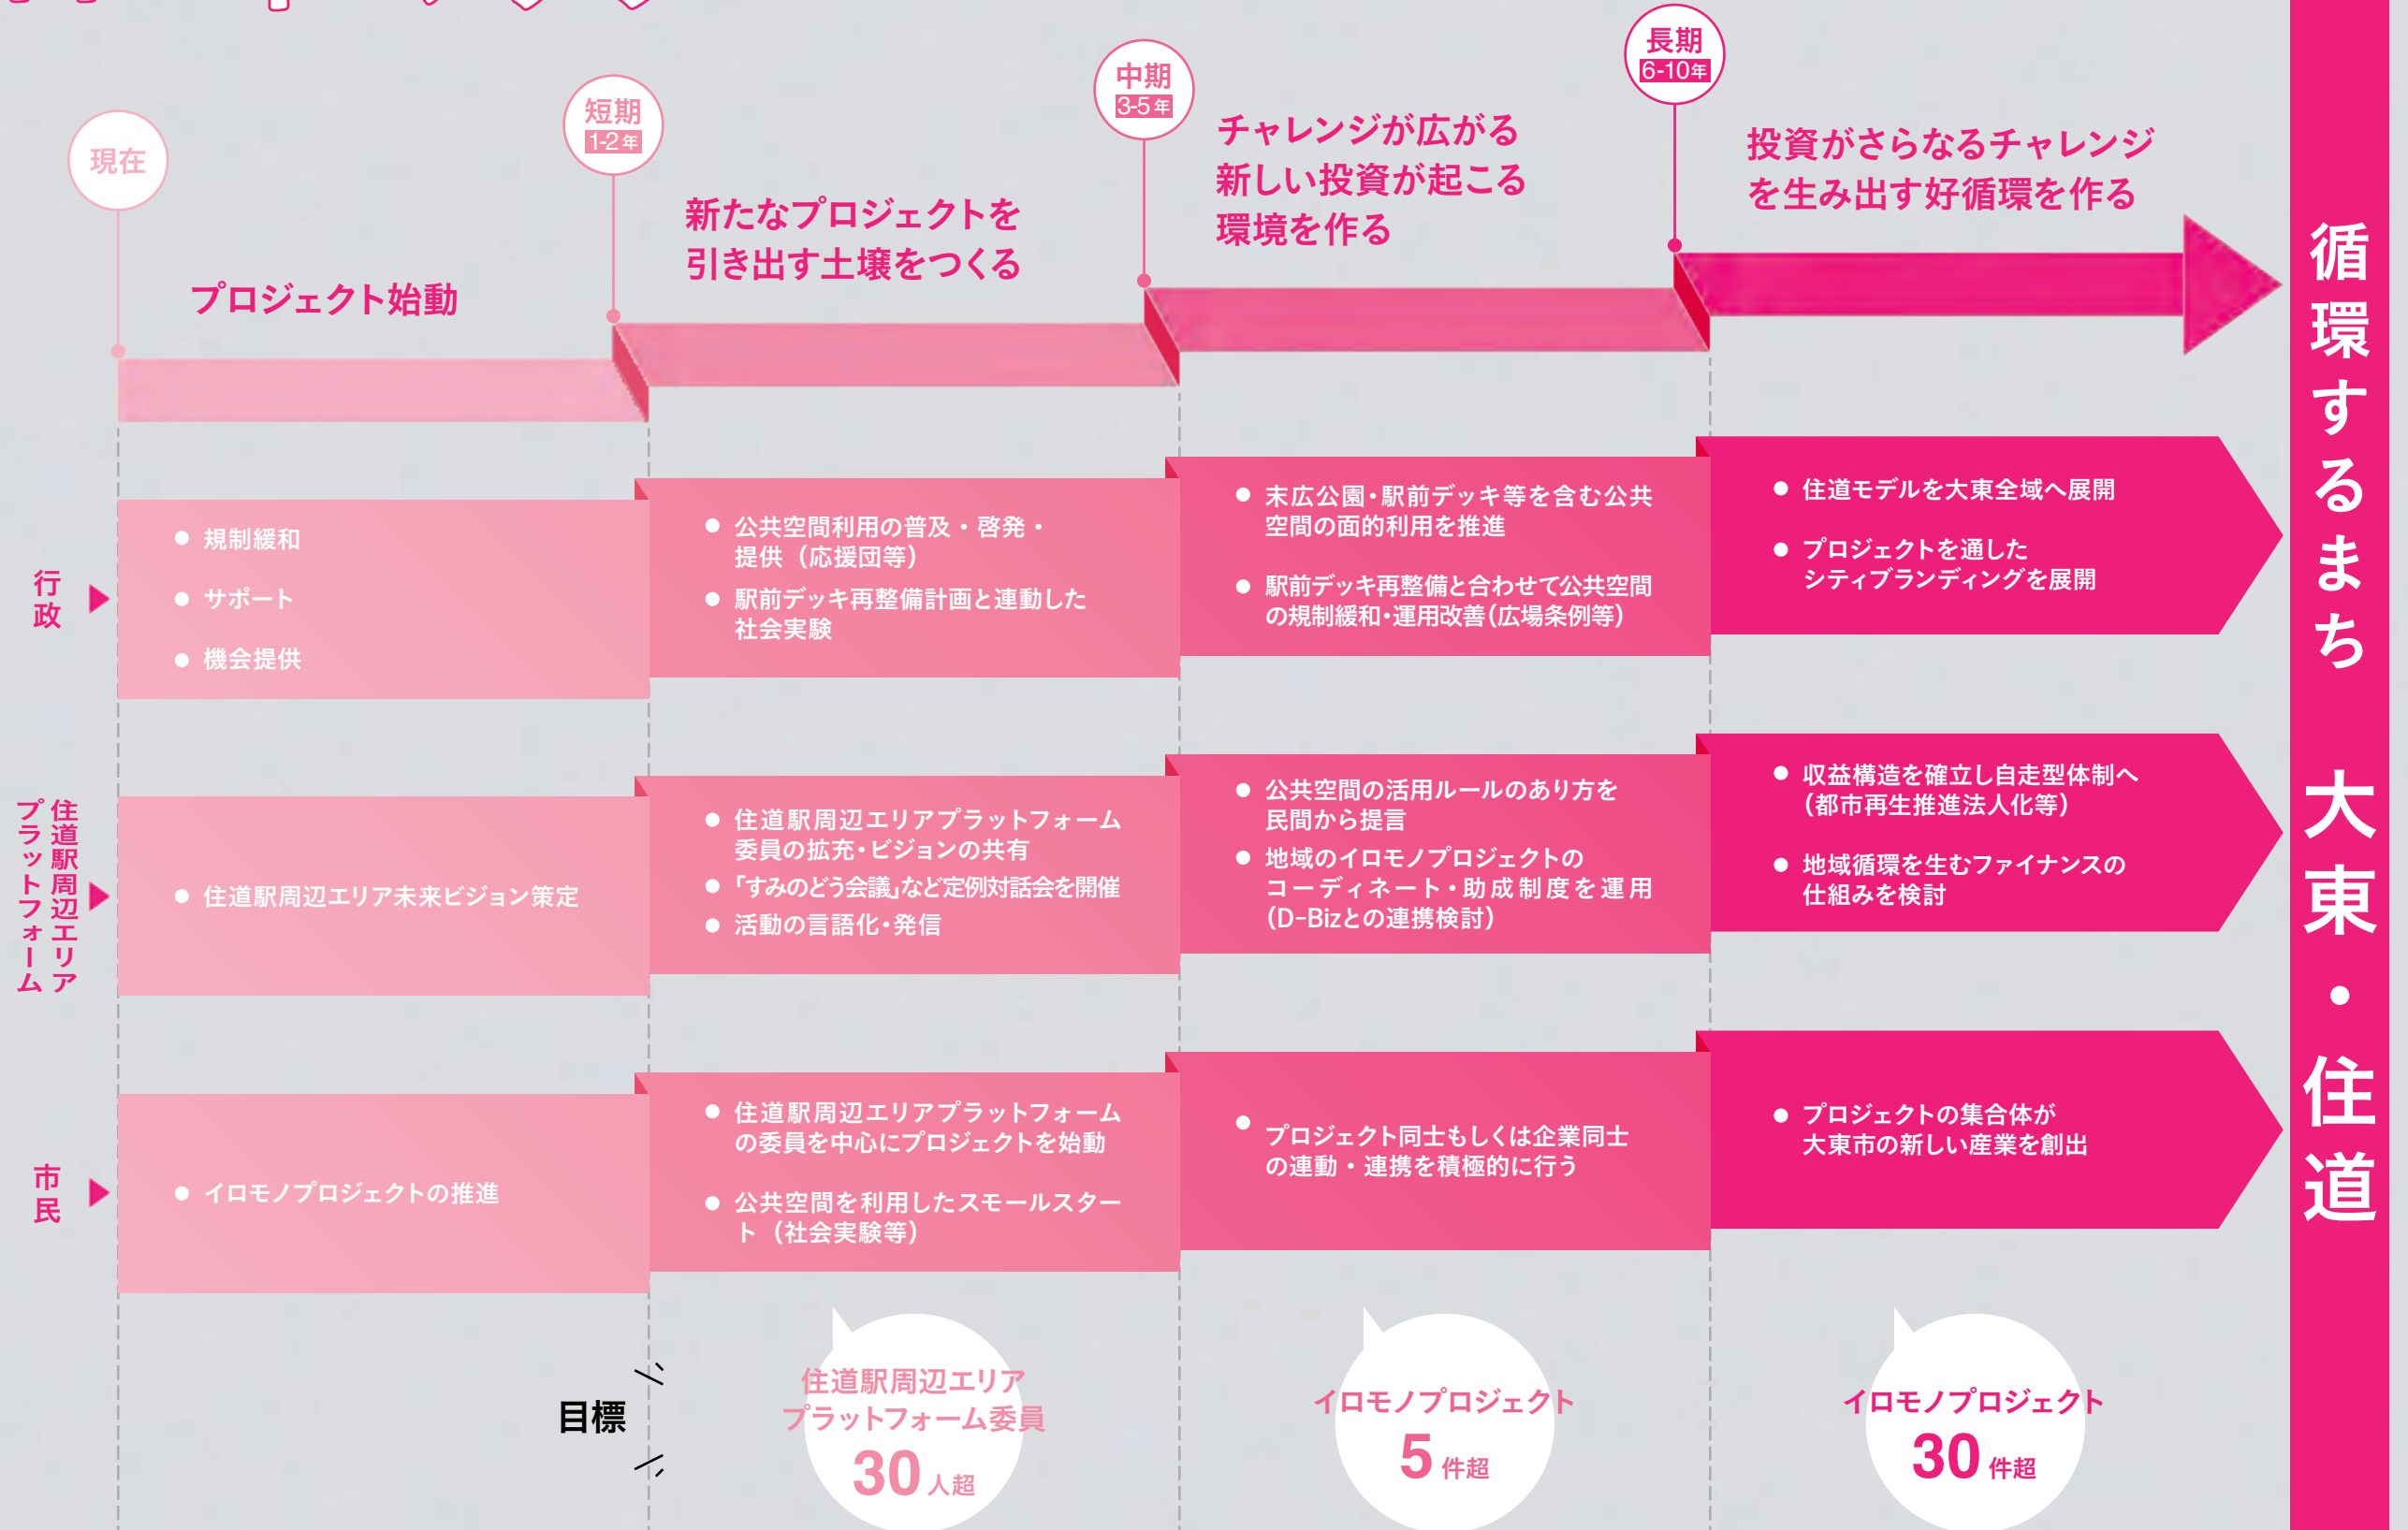 現在
短期
1-2年
中期
3-5年
長期
6-10年
プロジェクト始動
新たなプロジェクトを
引き出す土壌をつくる
チャレンジが広がる
新しい投資が起こる
環境を作る
投資がさらなるチャレンジ
を生み出す好循環を作る
行政
● 規制緩和
● サポート
● 機会提供
● 公共空間利用の普及・啓発・
提供（応援団等）
● 駅前デッキ再整備計画と連動した
社会実験
● 末広公園・駅前デッキ等を含む公共
空間の面的利用を推進
● 駅前デッキ再整備と合わせて公共空間
の規制緩和・運用改善（広場条例等）
● 住道モデルを大東全域へ展開
● プロジェクトを通した
シティブランディングを展開
住道駅周辺エリア
プラットフォーム
● 住道駅周辺エリア未来ビジョン策定
● 住道駅周辺エリアプラットフォーム
委員の拡充・ビジョンの共有
● 「すみのどう会議」など定例対話会を開催
● 活動の言語化・発信
● 公共空間の活用ルールのあり方を
民間から提言
● 地域のイロモノプロジェクトの
コーディネート・助成制度を運用
（D-Bizとの連携検討）
● 収益構造を確立し自走型体制へ
（都市再生推進法人化等）
● 地域循環を生むファイナンスの
仕組みを検討
市民
● イロモノプロジェクトの推進
● 住道駅周辺エリアプラットフォーム
の委員を中心にプロジェクトを始動
● 公共空間を利用したスモールスター
ト（社会実験等）
● プロジェクト同士もしくは企業同士
の連動・連携を積極的に行う
● プロジェクトの集合体が
大東市の新しい産業を創出
目標
住道駅周辺エリア
プラットフォーム委員
30人超
イロモノプロジェクト
5件超
イロモノプロジェクト
30件超
循環するまち 大東・住道